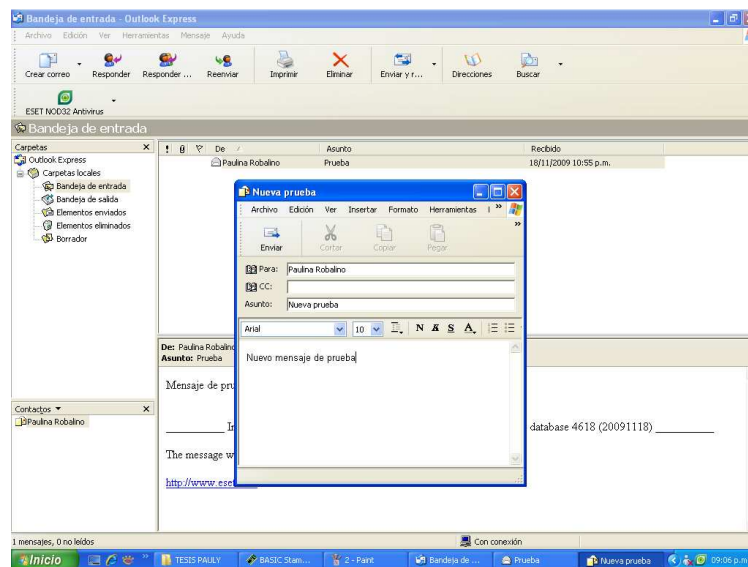 Bandeja de entrada - Outlook Express
Archivo Edición Ver Herramientas Mensaje Ayuda
Crear correo Responder Responder ... Reenviar Imprimir Eliminar Enviar y r... Direcciones Buscar
ESET NOD32 Antivirus
Bandeja de entrada
Carpetas
Outlook Express
Carpetas locales
Bandeja de entrada
Bandeja de salida
Elementos enviados
Elementos eliminados
Borrador
Contactos
Paulina Robalino
De Asunto Recibido
Paulina Robalino Prueba 18/11/2009 10:55 p.m.
De: Paulina Robalino
Asunto: Prueba
Mensaje de pru
database 4618 (20091118)
The message w
http://www.eset
Nueva prueba
Archivo Edición Ver Insertar Formato Herramientas
Enviar Cortar Copiar Pegar
Para: Paulina Robalino
CC:
Asunto: Nueva prueba
Arial 10 N K S A
Nuevo mensaje de prueba
1 mensajes, 0 no leídos Con conexión
Inicio TESIS PAULY BASIC Stam... 2 - Paint Bandeja de ... Prueba Nueva prueba 09:06 p.m.